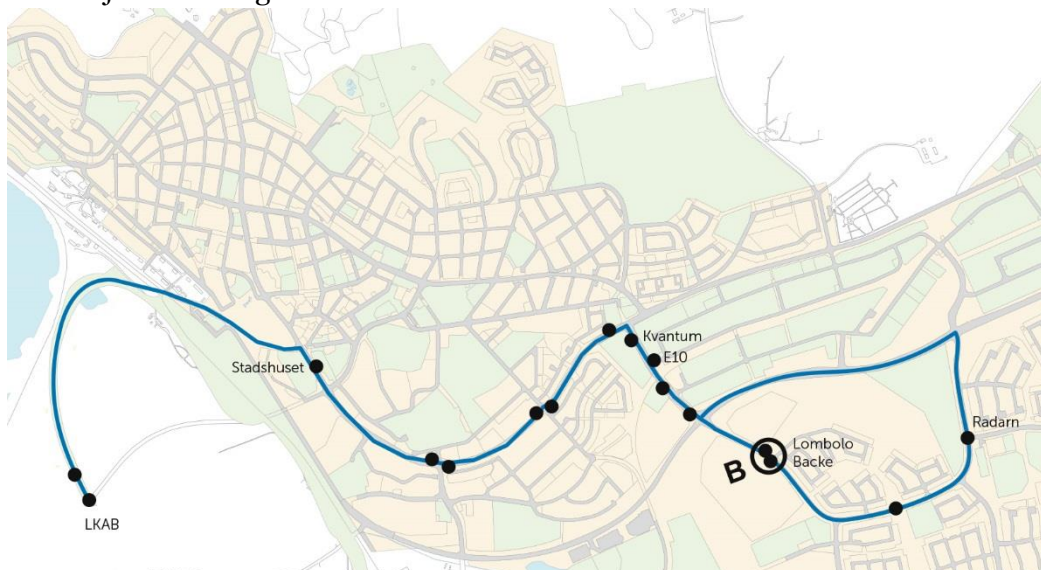 Kvantum
E10
Stadshuset
Radarn
Lombolo
Backe
B
LKAB